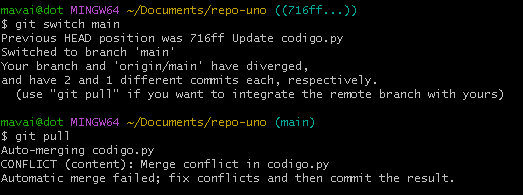 mavai@dot MINGW64 ~/Documents/repo-uno ((716ff...))
$ git switch main
Previous HEAD position was 716ff Update codigo.py
Switched to branch 'main'
Your branch and 'origin/main' have diverged,
and have 2 and 1 different commits each, respectively.
  (use "git pull" if you want to integrate the remote branch with yours)

mavai@dot MINGW64 ~/Documents/repo-uno (main)
$ git pull
Auto-merging codigo.py
CONFLICT (content): Merge conflict in codigo.py
Automatic merge failed; fix conflicts and then commit the result.